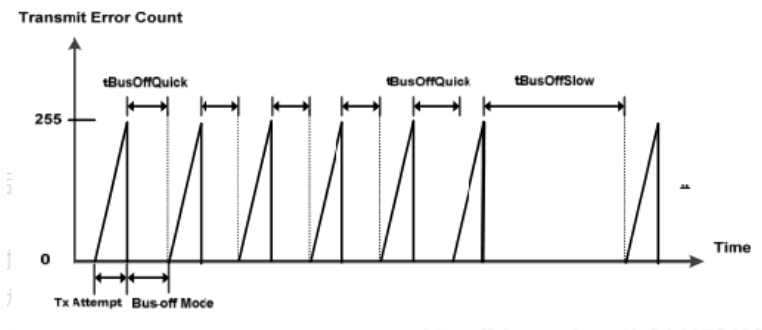 Transmit Error Count
tBusOffQuick
tBusOffQuick
tBusOffSlow
255
0
Time
Tx Attempt
Bus-off Mode